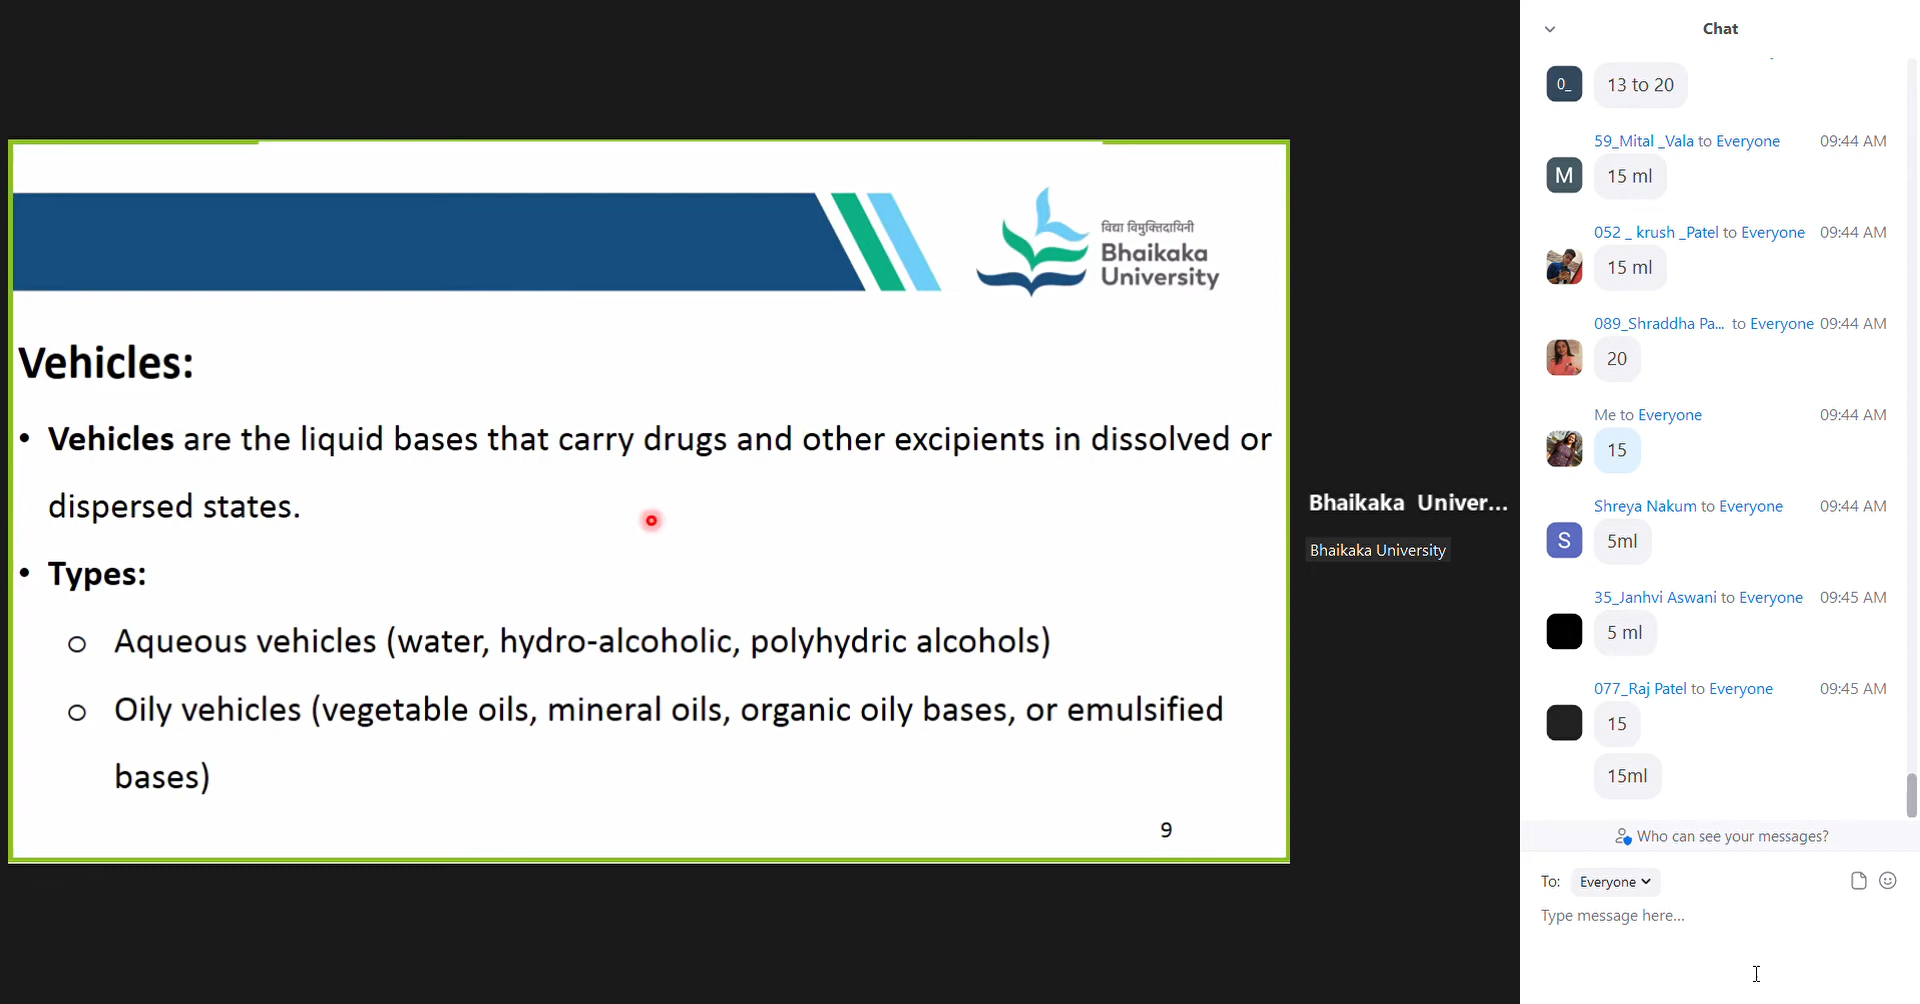 विद्या विमुक्तिदायिनी
Bhaikaka
University
Vehicles:
• Vehicles are the liquid bases that carry drugs and other excipients in dissolved or
dispersed states.
• Types:
o Aqueous vehicles (water, hydro-alcoholic, polyhydric alcohols)
o Oily vehicles (vegetable oils, mineral oils, organic oily bases, or emulsified
bases)
9
Bhaikaka Univer...
Bhaikaka University
Chat
0_
13 to 20
59_Mital _Vala to Everyone 09:44 AM
M
15 ml
052 _ krush _Patel to Everyone 09:44 AM
15 ml
089_Shraddha Pa... to Everyone 09:44 AM
20
Me to Everyone 09:44 AM
15
Shreya Nakum to Everyone 09:44 AM
S
5ml
35_Janhvi Aswani to Everyone 09:45 AM
5 ml
077_Raj Patel to Everyone 09:45 AM
15
15ml
Who can see your messages?
To: Everyone
Type message here...